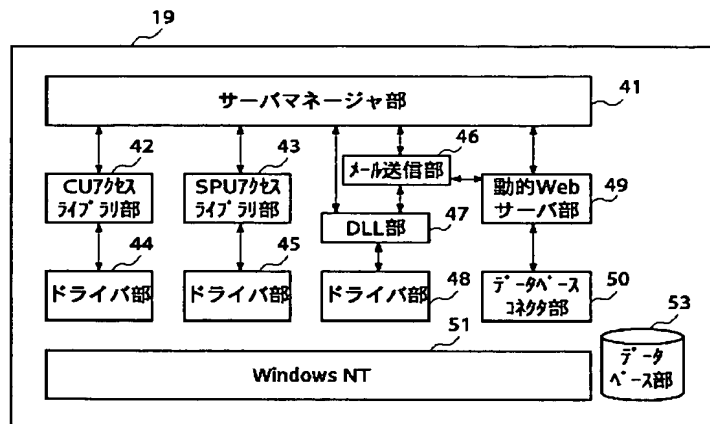 19
サーバマネージャ部
41
42
43
46
CUｱｸｾｽ
ﾗｲﾌﾞﾗﾘ部
SPUｱｸｾｽ
ﾗｲﾌﾞﾗﾘ部
ﾒｰﾙ送信部
動的Web
サーバ部
49
DLL部
47
44
45
ドライバ部
ドライバ部
ドライバ部
48
ﾃﾞｰﾀﾍﾞｰｽ
ｺﾈｸﾀ部
50
51
53
Windows NT
ﾃﾞｰﾀ
ﾍﾞｰｽ部